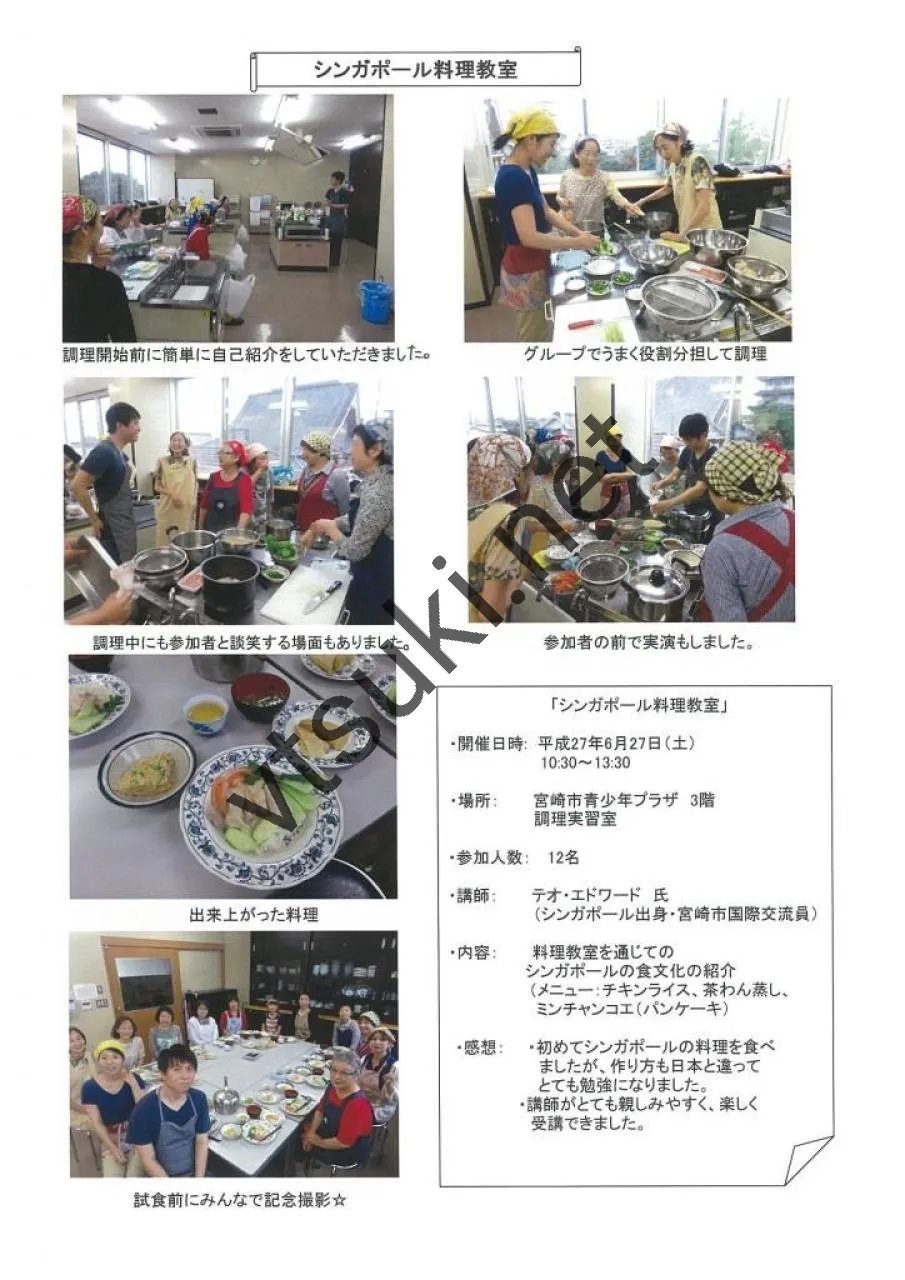 シンガポール料理教室
調理開始前に簡単に自己紹介をしていただきました。
グループでうまく役割分担して調理
調理中にも参加者と談笑する場面もありました。
参加者の前で実演もしました。
出来上がった料理
試食前にみんなで記念撮影☆
「シンガポール料理教室」
・開催日時: 平成27年6月27日(土)
10:30～13:30
・場所: 宮崎市青少年プラザ 3階
調理実習室
・参加人数: 12名
・講師: テオ・エドワード 氏
(シンガポール出身・宮崎市国際交流員)
・内容: 料理教室を通じての
シンガポールの食文化の紹介
(メニュー:チキンライス、茶わん蒸し、
ミンチャンコエ(パンケーキ)
・感想: ・初めてシンガポールの料理を食べ
ましたが、作り方も日本と違って
とても勉強になりました。
・講師がとても親しみやすく、楽しく
受講できました。
vtsuki.net